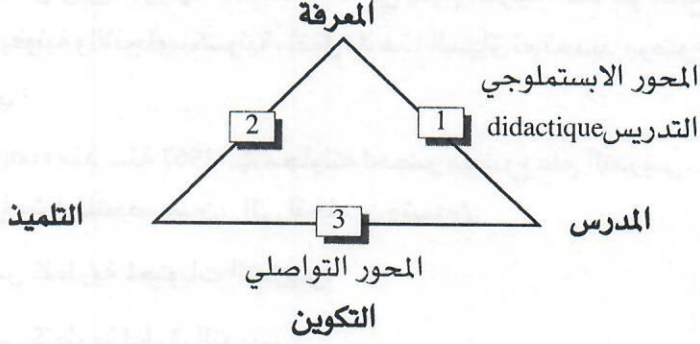 المعرفة
المحور الابستملوجي
1
2
التدريس didactique
المدرس
3
التلميذ
المحور التواصلي
التكوين